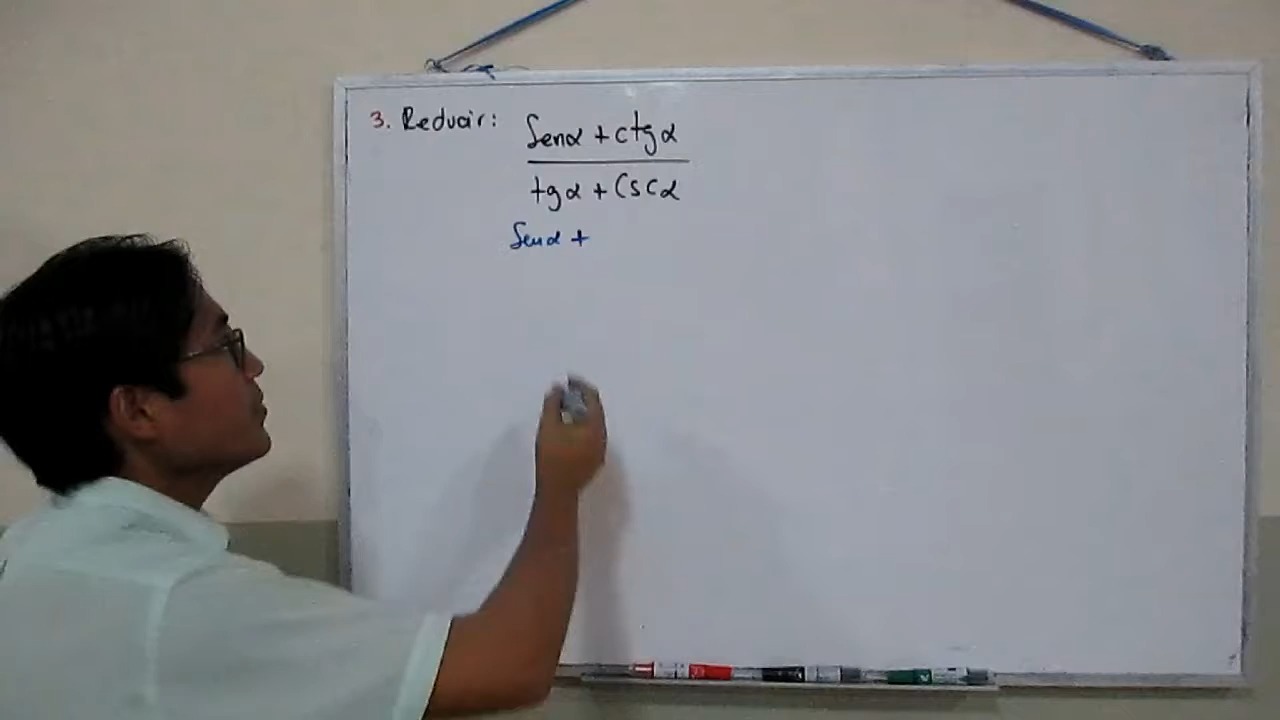 3. Reducir: Senα + ctgα
tgα + Cscα
Senα +